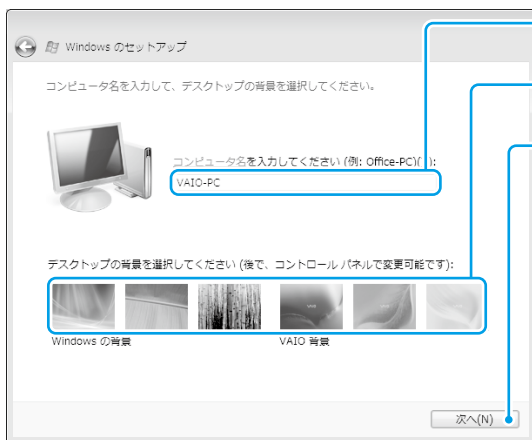 Windows のセットアップ
コンピュータ名を入力して、デスクトップの背景を選択してください。
コンピュータ名を入力してください (例: Office-PC)( ):
VAIO-PC
デスクトップの背景を選択してください (後で、コントロール パネルで変更可能です):
Windows の背景
VAIO 背景
次へ(N)